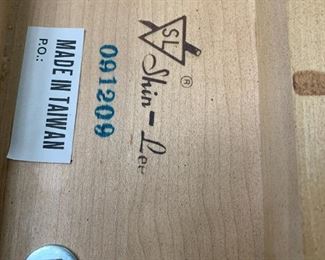 SL
®
Shin-Lee
091209
MADE IN TAIWAN
P.O.: